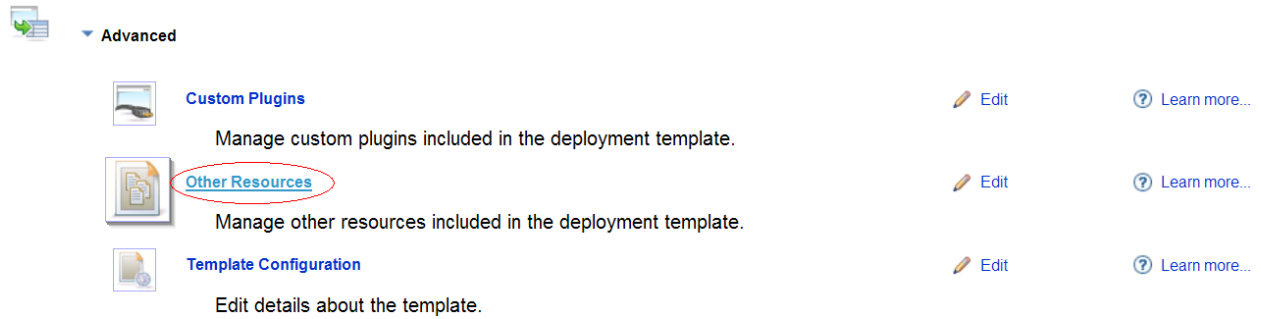 Advanced
Custom Plugins Edit Learn more...
Manage custom plugins included in the deployment template.
Other Resources Edit Learn more...
Manage other resources included in the deployment template.
Template Configuration Edit Learn more...
Edit details about the template.